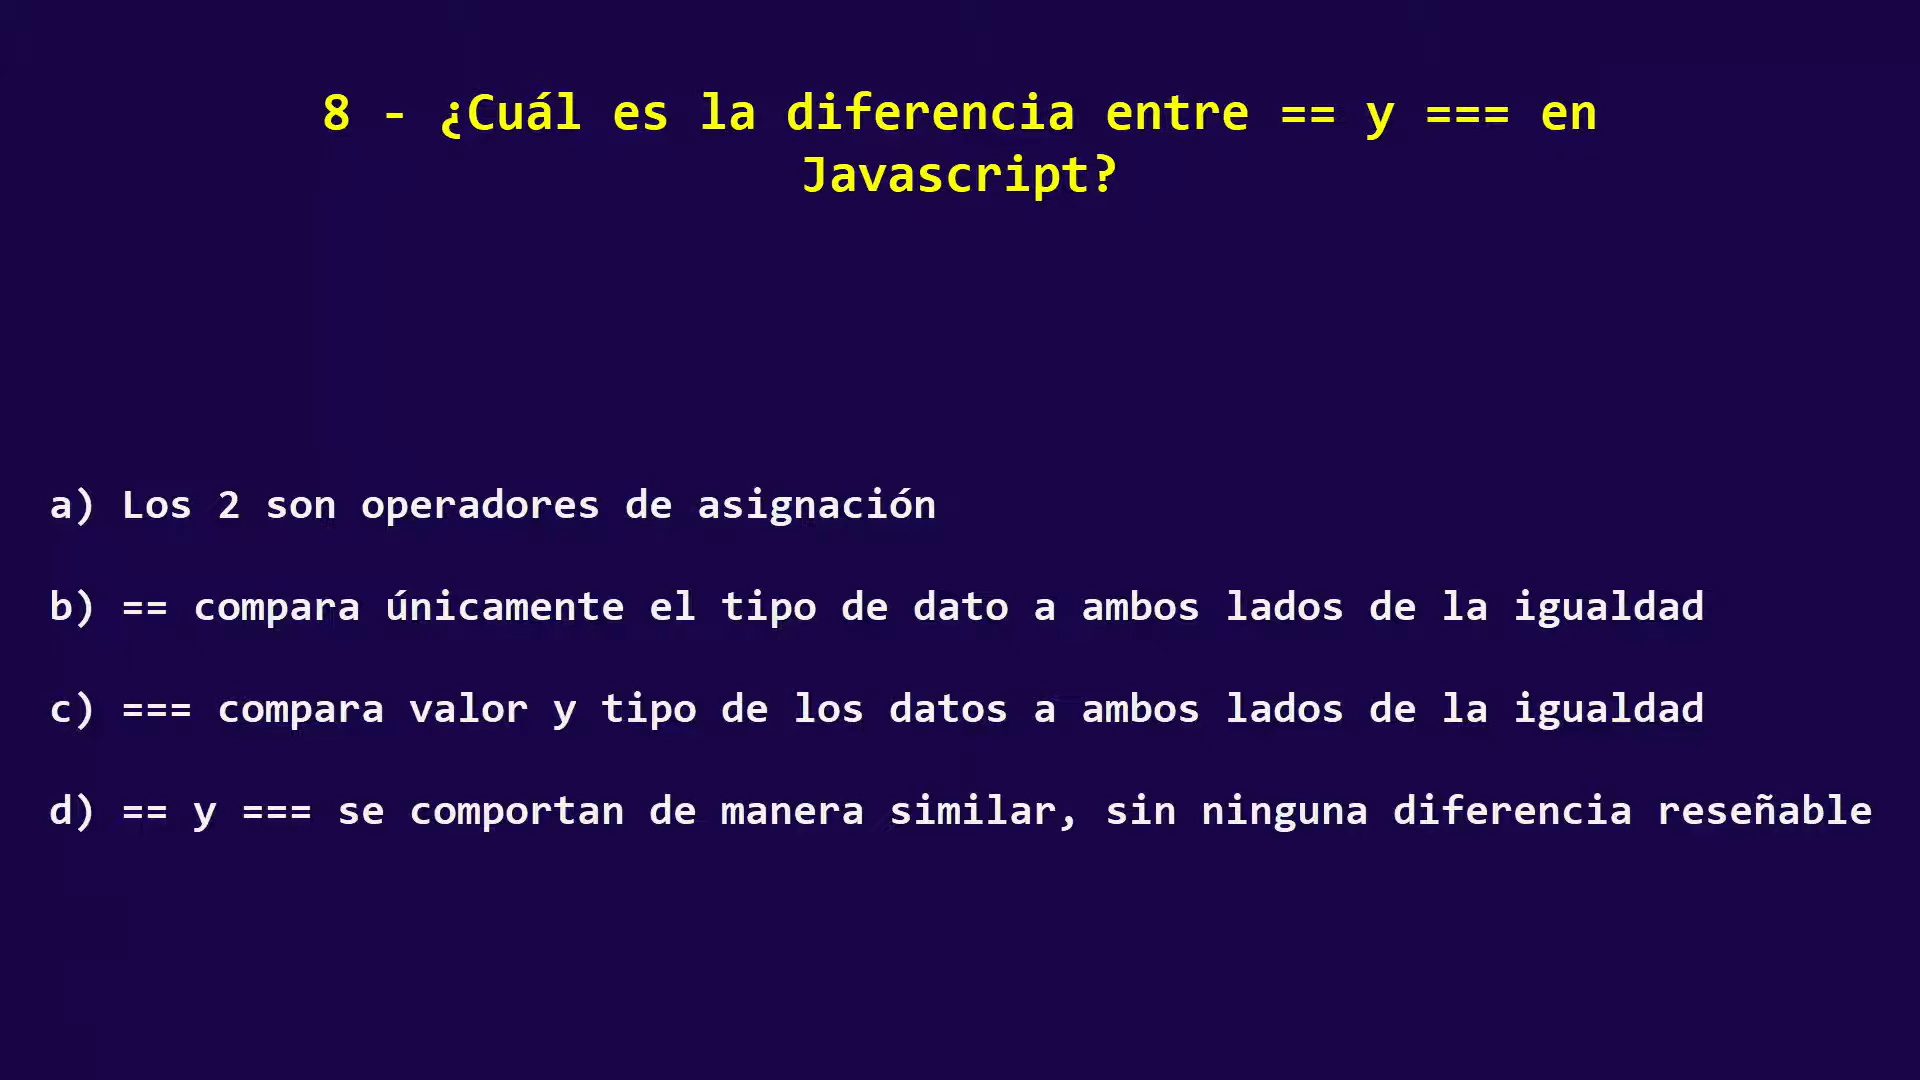 8 - ¿Cuál es la diferencia entre == y === en
Javascript?
a) Los 2 son operadores de asignación
b) == compara únicamente el tipo de dato a ambos lados de la igualdad
c) === compara valor y tipo de los datos a ambos lados de la igualdad
d) == y === se comportan de manera similar, sin ninguna diferencia reseñable